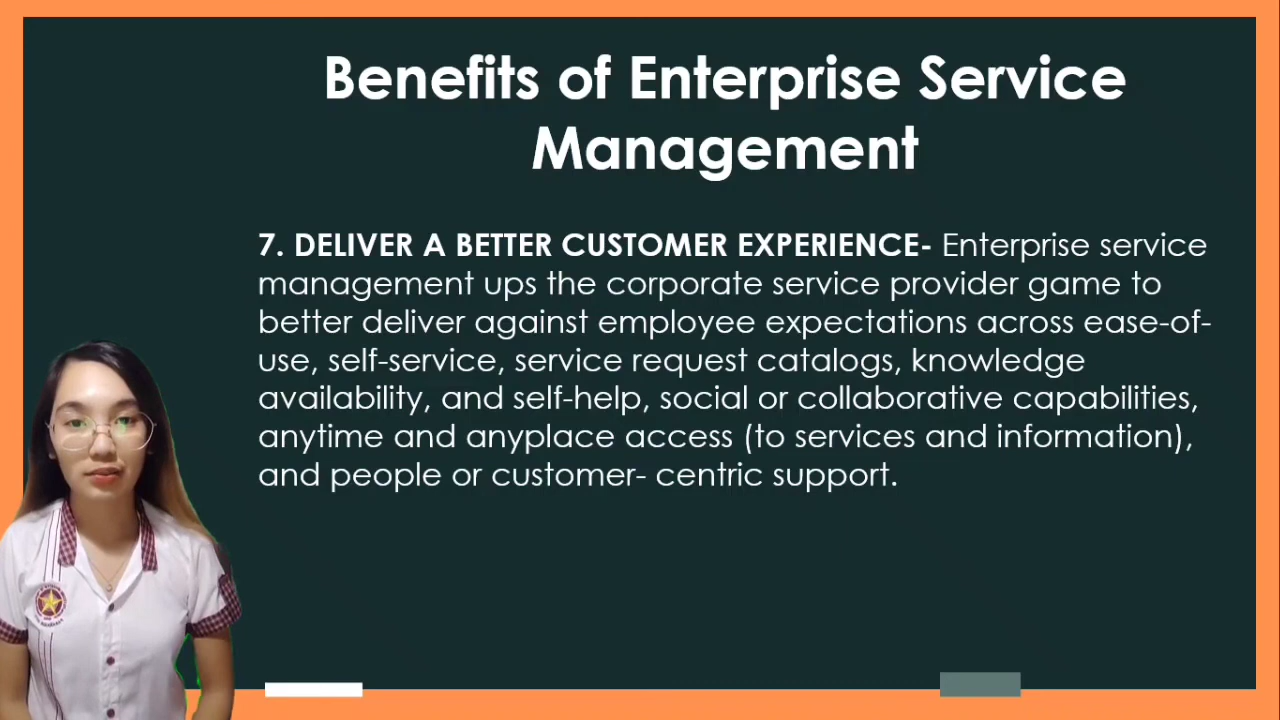 Benefits of Enterprise Service
Management
7. DELIVER A BETTER CUSTOMER EXPERIENCE- Enterprise service
management ups the corporate service provider game to
better deliver against employee expectations across ease-of-
use, self-service, service request catalogs, knowledge
availability, and self-help, social or collaborative capabilities,
anytime and anyplace access (to services and information),
and people or customer- centric support.